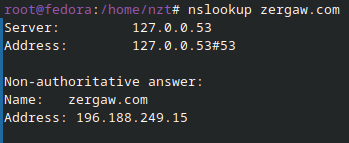 root@fedora:/home/nzt# nslookup zergaw.com
Server:         127.0.0.53
Address:        127.0.0.53#53

Non-authoritative answer:
Name:   zergaw.com
Address: 196.188.249.15